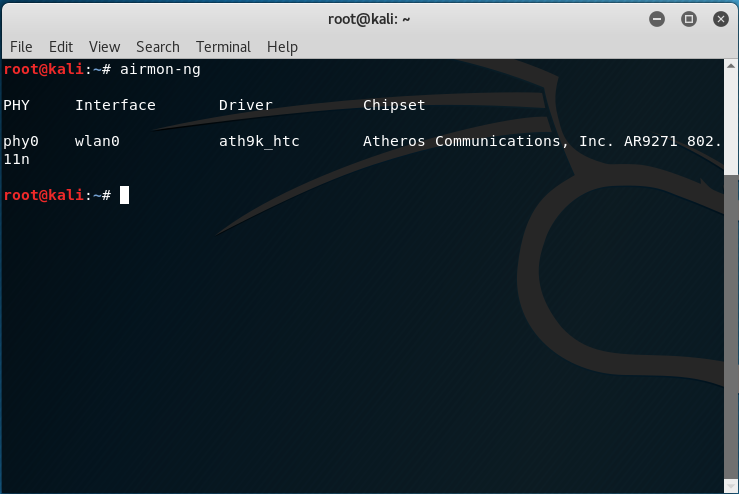 root@kali: ~
File Edit View Search Terminal Help
root@kali:~# airmon-ng
PHY Interface Driver Chipset
phy0 wlan0 ath9k_htc Atheros Communications, Inc. AR9271 802.
11n
root@kali:~#